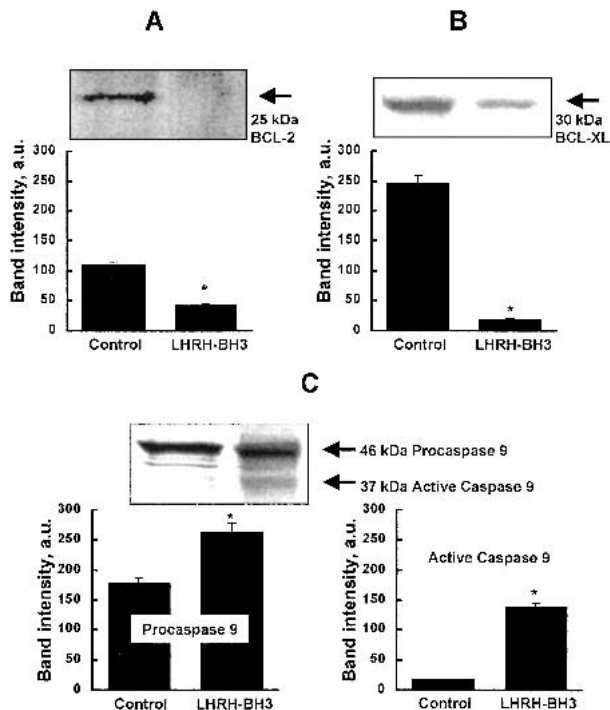 A
25 kDa
BCL-2
Band intensity, a.u.
300
250
200
150
100
50
0
*
Control LHRH-BH3
B
30 kDa
BCL-XL
Band intensity, a.u.
300
250
200
150
100
50
0
*
Control LHRH-BH3
C
46 kDa Procaspase 9
37 kDa Active Caspase 9
Band intensity, a.u.
300
250
200
150
100
50
0
*
Procaspase 9
Control LHRH-BH3
Band intensity, a.u.
300
250
200
150
100
50
0
Active Caspase 9
*
Control LHRH-BH3